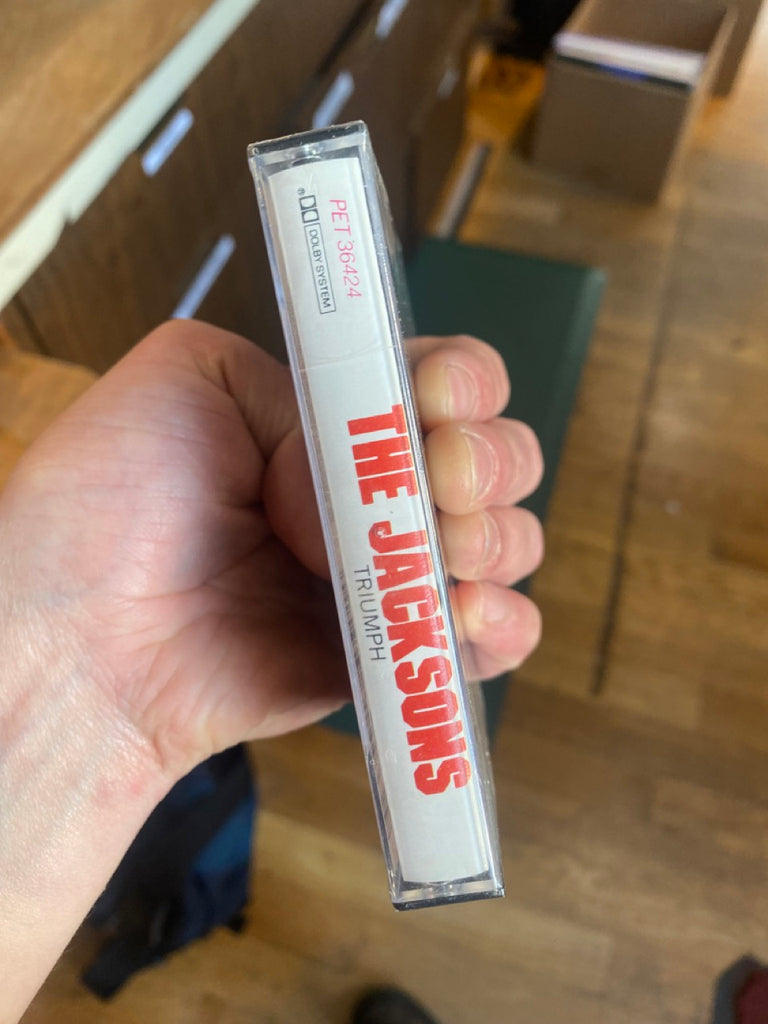 PET 36424
® DOLBY SYSTEM
THE JACKSONS
TRIUMPH